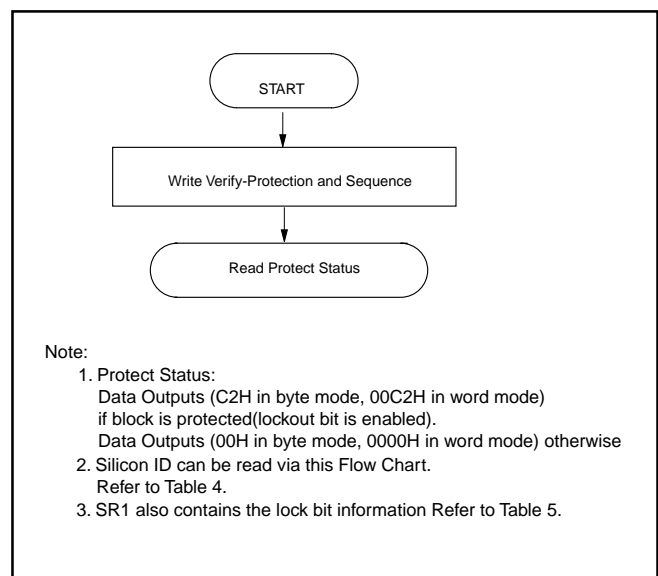 START
Write Verify-Protection and Sequence
Read Protect Status
Note:
1. Protect Status:
Data Outputs (C2H in byte mode, 00C2H in word mode)
if block is protected(lockout bit is enabled).
Data Outputs (00H in byte mode, 0000H in word mode) otherwise
2. Silicon ID can be read via this Flow Chart.
Refer to Table 4.
3. SR1 also contains the lock bit information Refer to Table 5.